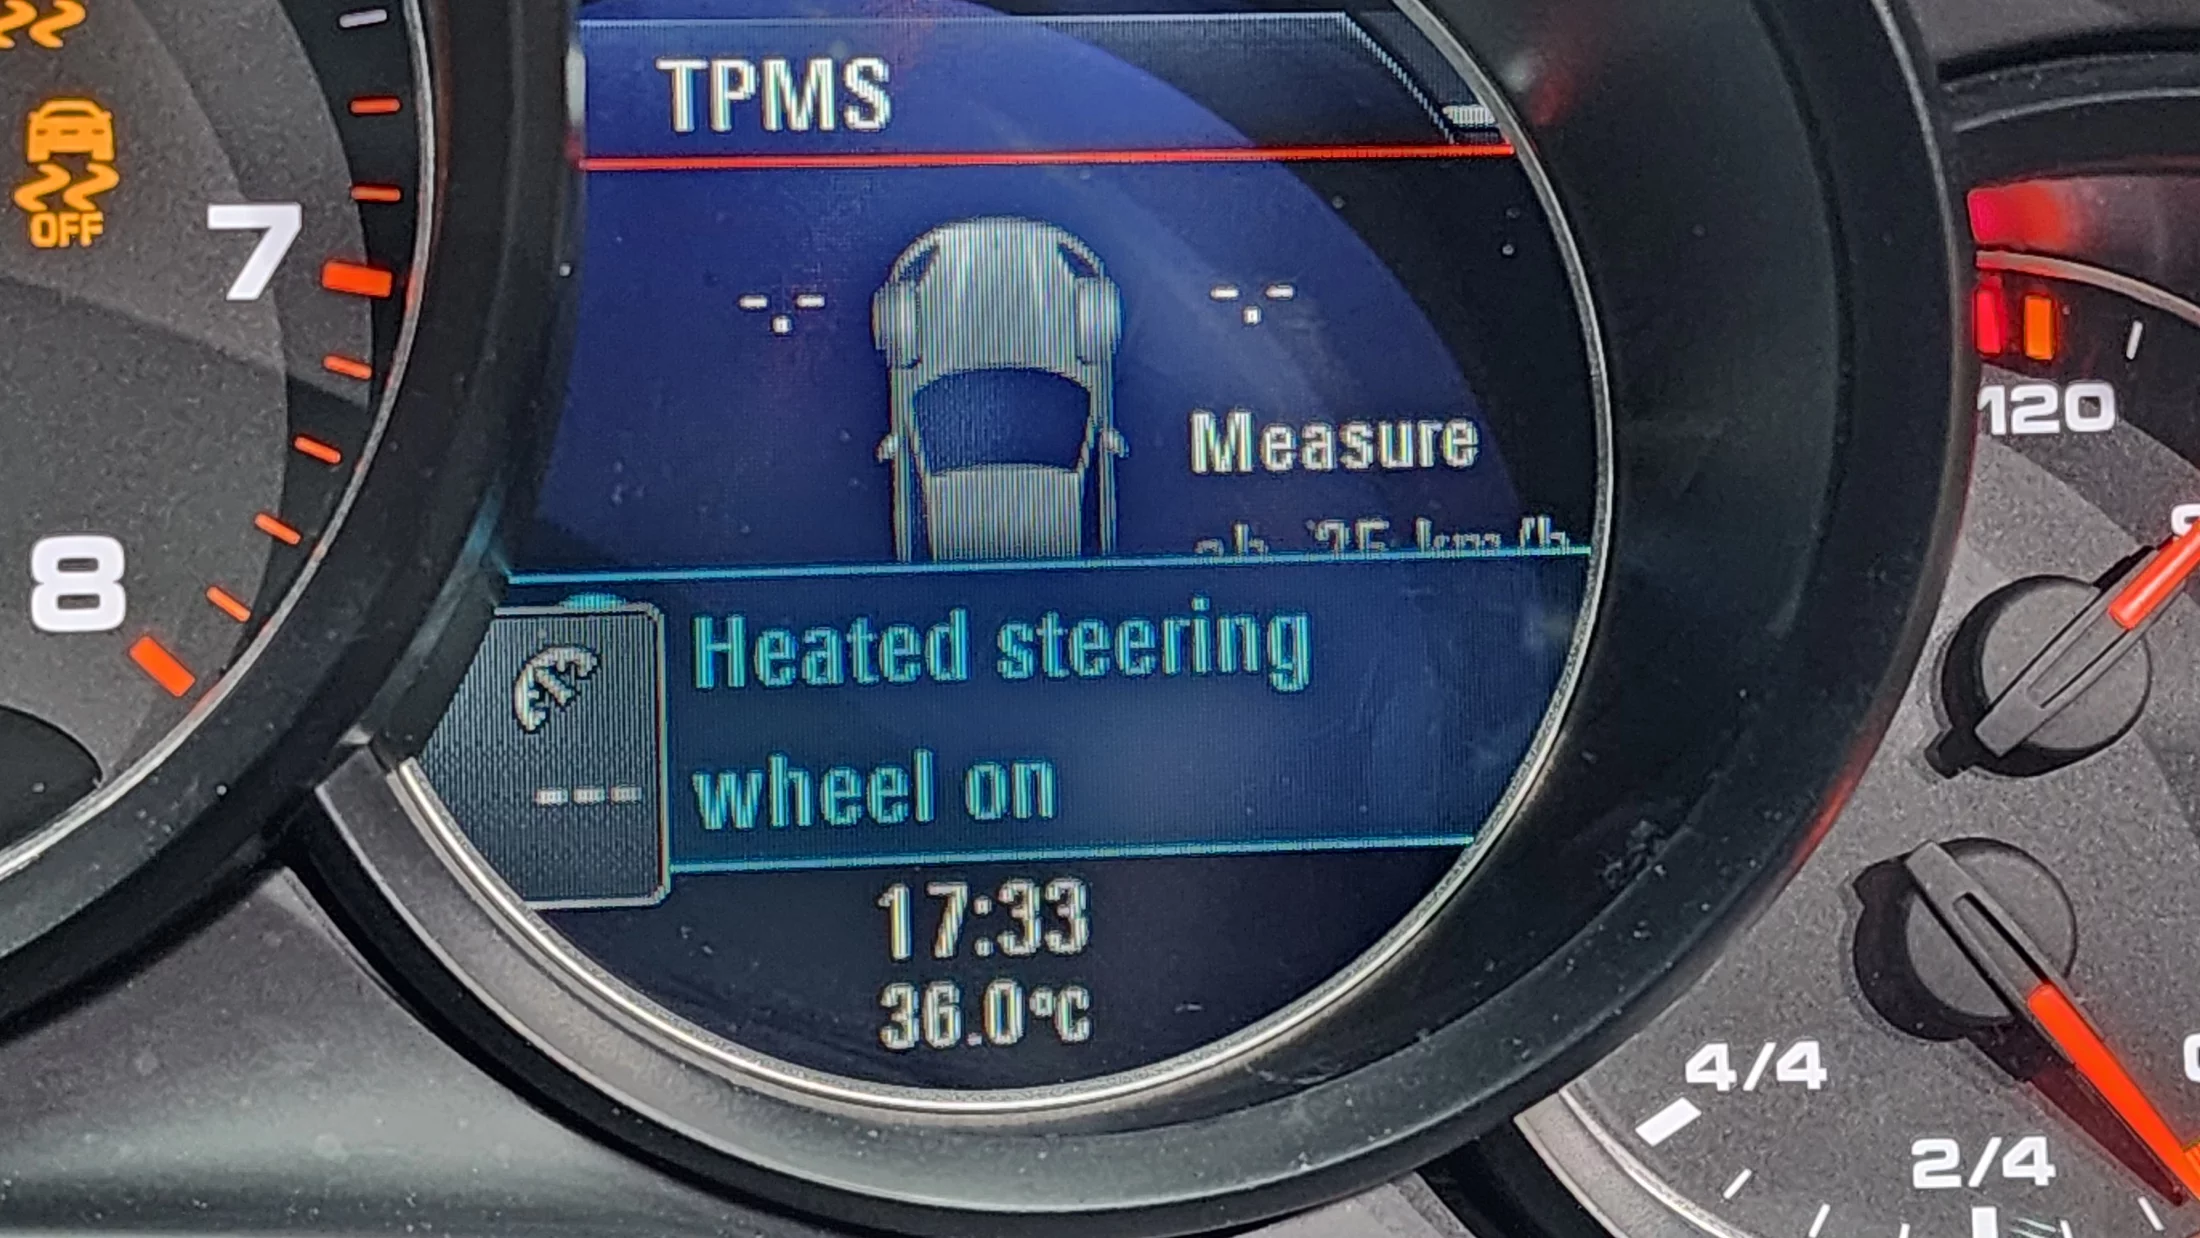 TPMS
OFF
7
-.-
-.-
120
Measure
8
Heated steering
wheel on
---
17:33
36.0°C
4/4
2/4